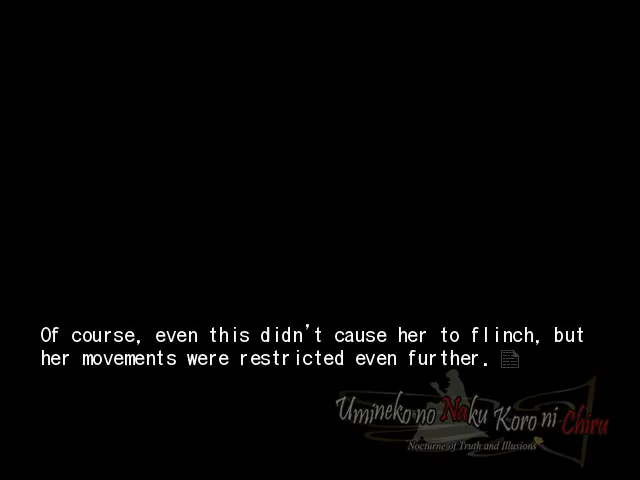 Of course, even this didn't cause her to flinch, but
her movements were restricted even further.
Umineko no Naku Koro ni Chiru
Nocturne of Truth and Illusions